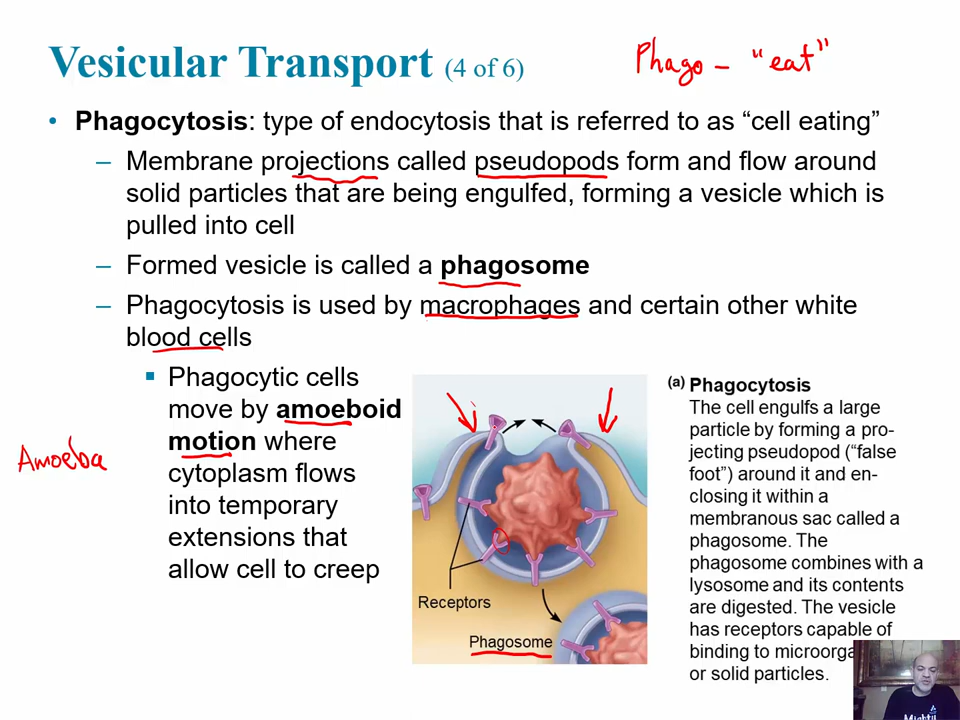 Vesicular Transport (4 of 6)
Phago – "eat"
• Phagocytosis: type of endocytosis that is referred to as “cell eating”
– Membrane projections called pseudopods form and flow around
solid particles that are being engulfed, forming a vesicle which is
pulled into cell
– Formed vesicle is called a phagosome
– Phagocytosis is used by macrophages and certain other white
blood cells
▪ Phagocytic cells
move by amoeboid
motion where
cytoplasm flows
into temporary
extensions that
allow cell to creep
Amoeba
Receptors
Phagosome
(a) Phagocytosis
The cell engulfs a large
particle by forming a pro-
jecting pseudopod (“false
foot”) around it and en-
closing it within a
membranous sac called a
phagosome. The
phagosome combines with a
lysosome and its contents
are digested. The vesicle
has receptors capable of
binding to
or solid particles.
Mighty